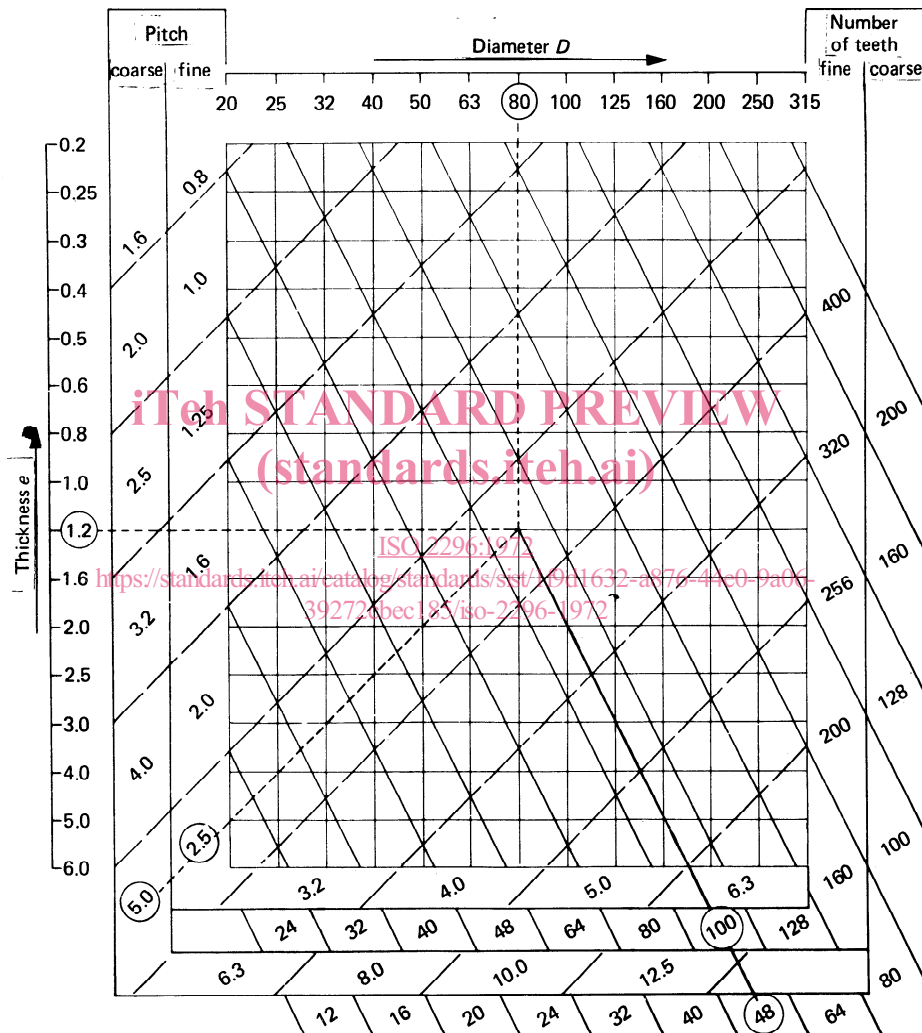 Pitch
coarse fine
Diameter D
Number
of teeth
fine coarse
20 25 32 40 50 63 80 100 125 160 200 250 315
0.2
0.25
0.3
0.4
0.5
0.6
0.8
1.0
1.2
1.6
2.0
2.5
3.0
4.0
5.0
6.0
Thickness e
0.8
1.6
1.0
2.0
1.25
2.5
1.6
3.2
2.0
4.0
2.5
5.0
400
200
320
160
256
128
200
100
160
80
iTeh STANDARD PREVIEW
(standards.iteh.ai)
ISO 2296:1972
https://standards.iteh.ai/catalog/standards/sist/f9d1632-a876-44e0-9a06-
39272cbec185/iso-2296-1972
3.2 4.0 5.0 6.3
24 32 40 48 64 80 100 128
6.3 8.0 10.0 12.5
12 16 20 24 32 40 48 64